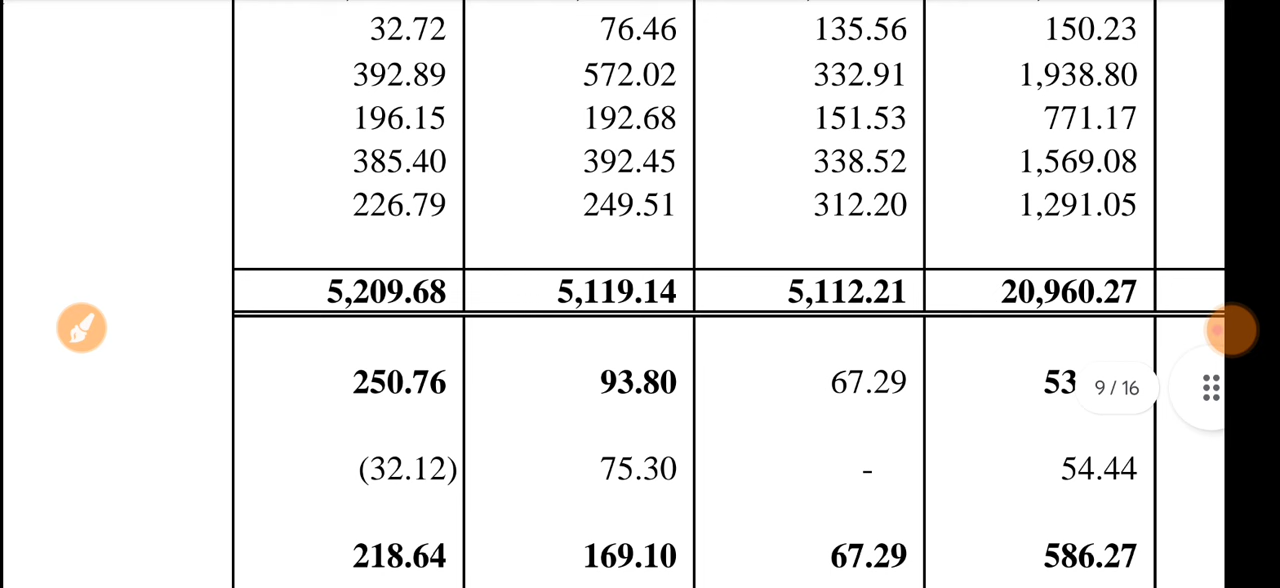 32.72 76.46 135.56 150.23
392.89 572.02 332.91 1,938.80
196.15 192.68 151.53 771.17
385.40 392.45 338.52 1,569.08
226.79 249.51 312.20 1,291.05
5,209.68 5,119.14 5,112.21 20,960.27
250.76 93.80 67.29 53
9 / 16
(32.12) 75.30 - 54.44
218.64 169.10 67.29 586.27